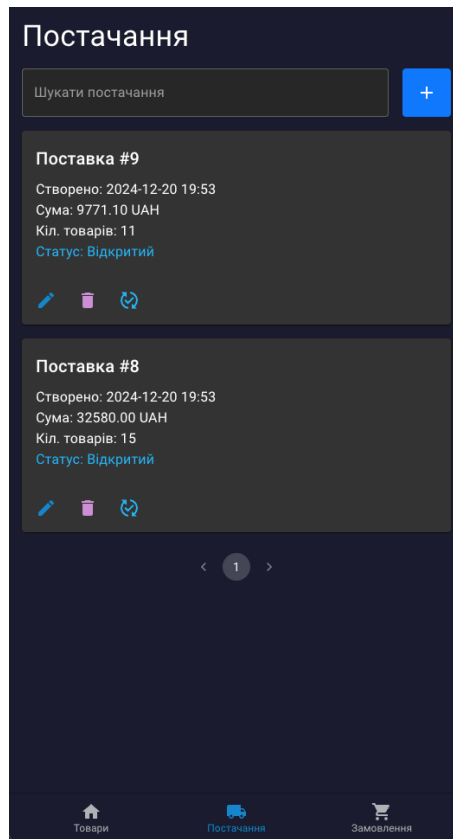 Постачання
Шукати постачання
+
Поставка #9
Створено: 2024-12-20 19:53
Сума: 9771.10 UAH
Кіл. товарів: 11
Статус: Відкритий
Поставка #8
Створено: 2024-12-20 19:53
Сума: 32580.00 UAH
Кіл. товарів: 15
Статус: Відкритий
‹ 1 ›
Товари Постачання Замовлення